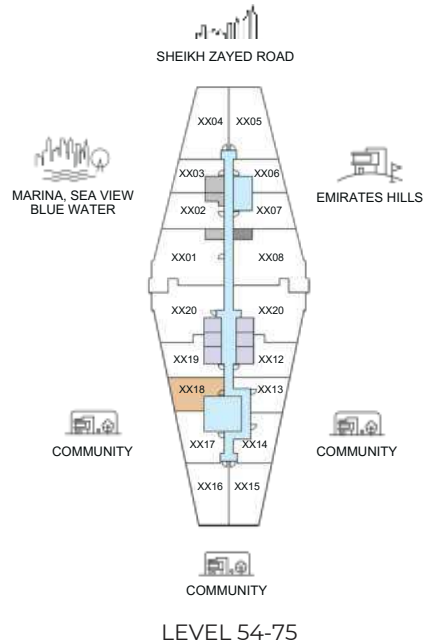 SHEIKH ZAYED ROAD
XX04 XX05
XX03 XX06
MARINA, SEA VIEW
BLUE WATER
EMIRATES HILLS
XX02 XX07
XX01 XX08
XX20 XX20
XX19 XX12
XX18 XX13
COMMUNITY
XX17 XX14
COMMUNITY
XX16 XX15
COMMUNITY
LEVEL 54-75